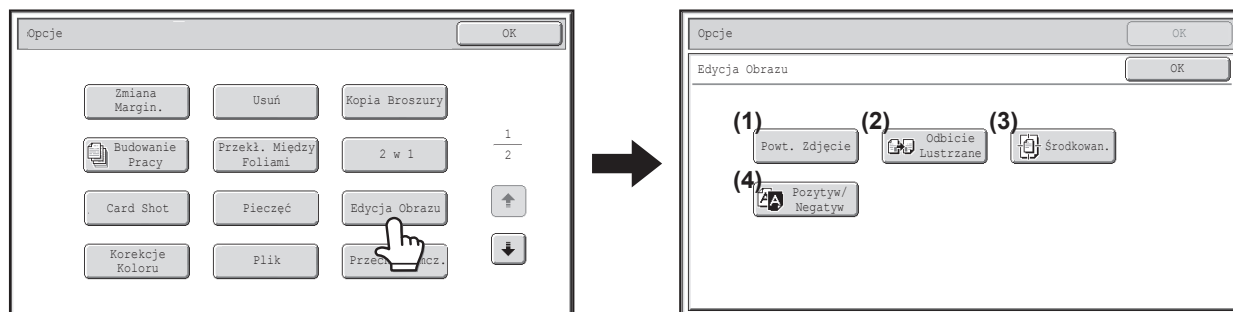 Opcje
OK
Zmiana
Margin.
Usuń
Kopia Broszury
Budowanie
Pracy
Przekł. Między
Foliami
2 w 1
1
2
Card Shot
Pieczęć
Edycja Obrazu
Korekcje
Koloru
Plik
Opcje
OK
Edycja Obrazu
OK
(1)
Powt. Zdjęcie
(2)
Odbicie
Lustrzane
(3)
Środkowan.
(4)
Pozytyw/
Negatyw